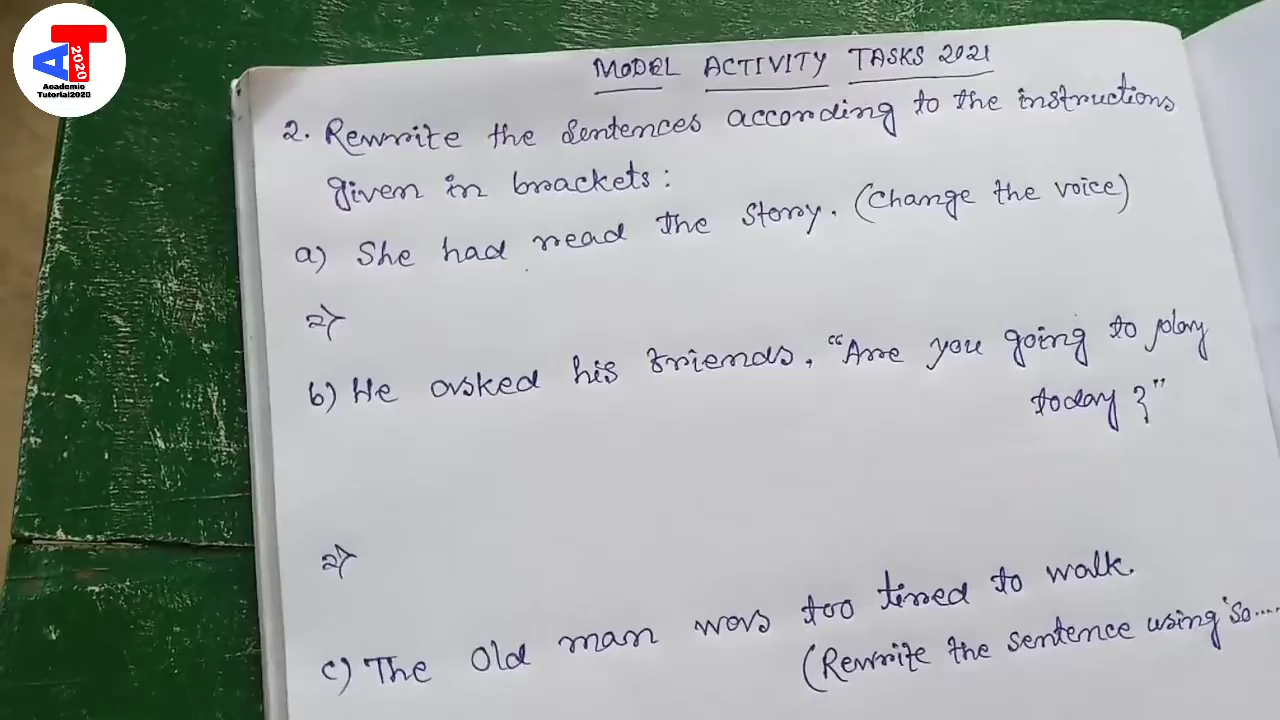 AT
2020
Academic
Tutorial2020
MODEL ACTIVITY TASKS 2021
2. Rewrite the sentences according to the instructions
given in brackets:
a) She had read the story. (Change the voice)
b) He asked his friends, "Are you going to play
today?"
c) The Old man was too tired to walk.
(Rewrite the sentence using 'so....